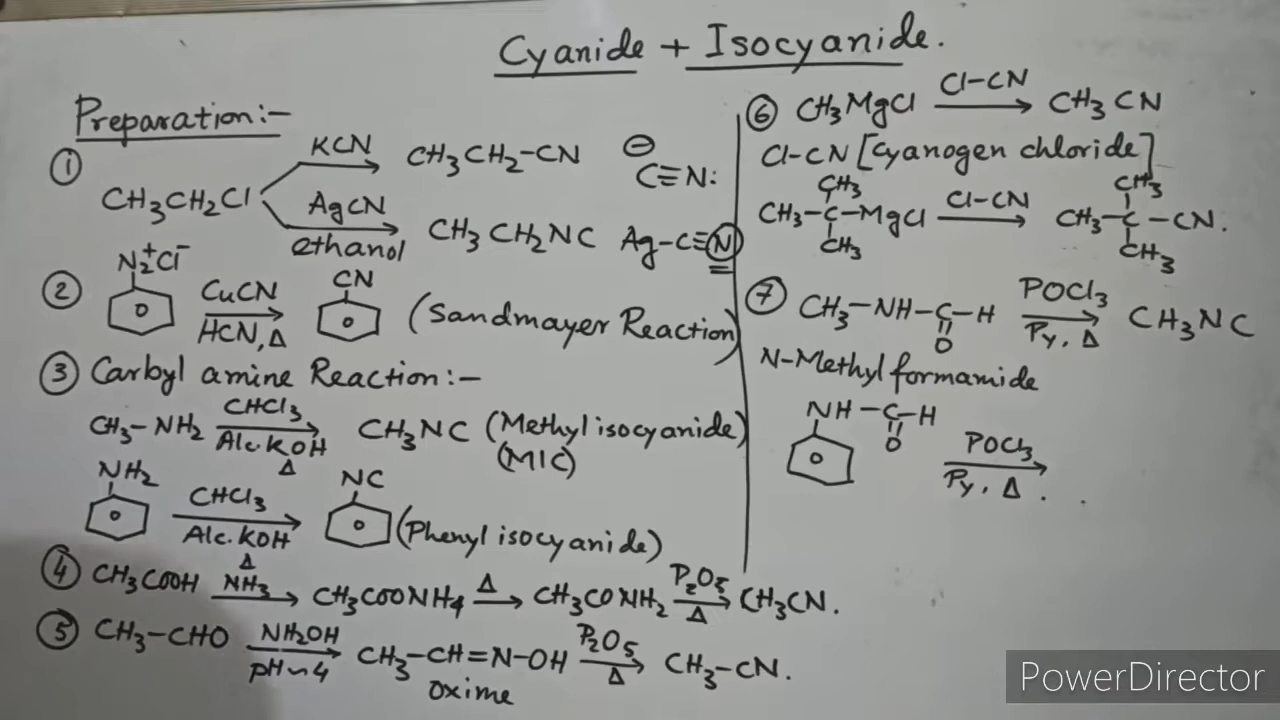 Cyanide + Isocyanide.
Preparation:-
① CH3CH2Cl KCN → CH3CH2-CN ⊖C≡N:
AgCN ethanol → CH3CH2NC Ag-C≡N
② N2+Cl- CuCN HCN, Δ → CN (Sandmayer Reaction)
③ Carbyl amine Reaction:-
CH3-NH2 CHCl3 Alc.KOH Δ → CH3NC (Methyl isocyanide)
(MIC)
NH2 CHCl3 Alc.KOH Δ → NC (Phenyl isocyanide)
④ CH3COOH NH3 → CH3COONH4 Δ → CH3CONH2 P2O5 Δ → CH3CN.
⑤ CH3-CHO NH2OH pH~4 → CH3-CH=N-OH P2O5 Δ → CH3-CN.
oxime
⑥ CH3MgCl Cl-CN → CH3CN
Cl-CN [Cyanogen chloride]
CH3 CH3
CH3-C-MgCl Cl-CN → CH3-C-CN.
CH3 CH3
⑦ CH3-NH-C-H POCl3 Py, Δ → CH3NC
O
N-Methyl formamide
NH-C-H POCl3 Py, Δ →.
O
PowerDirector